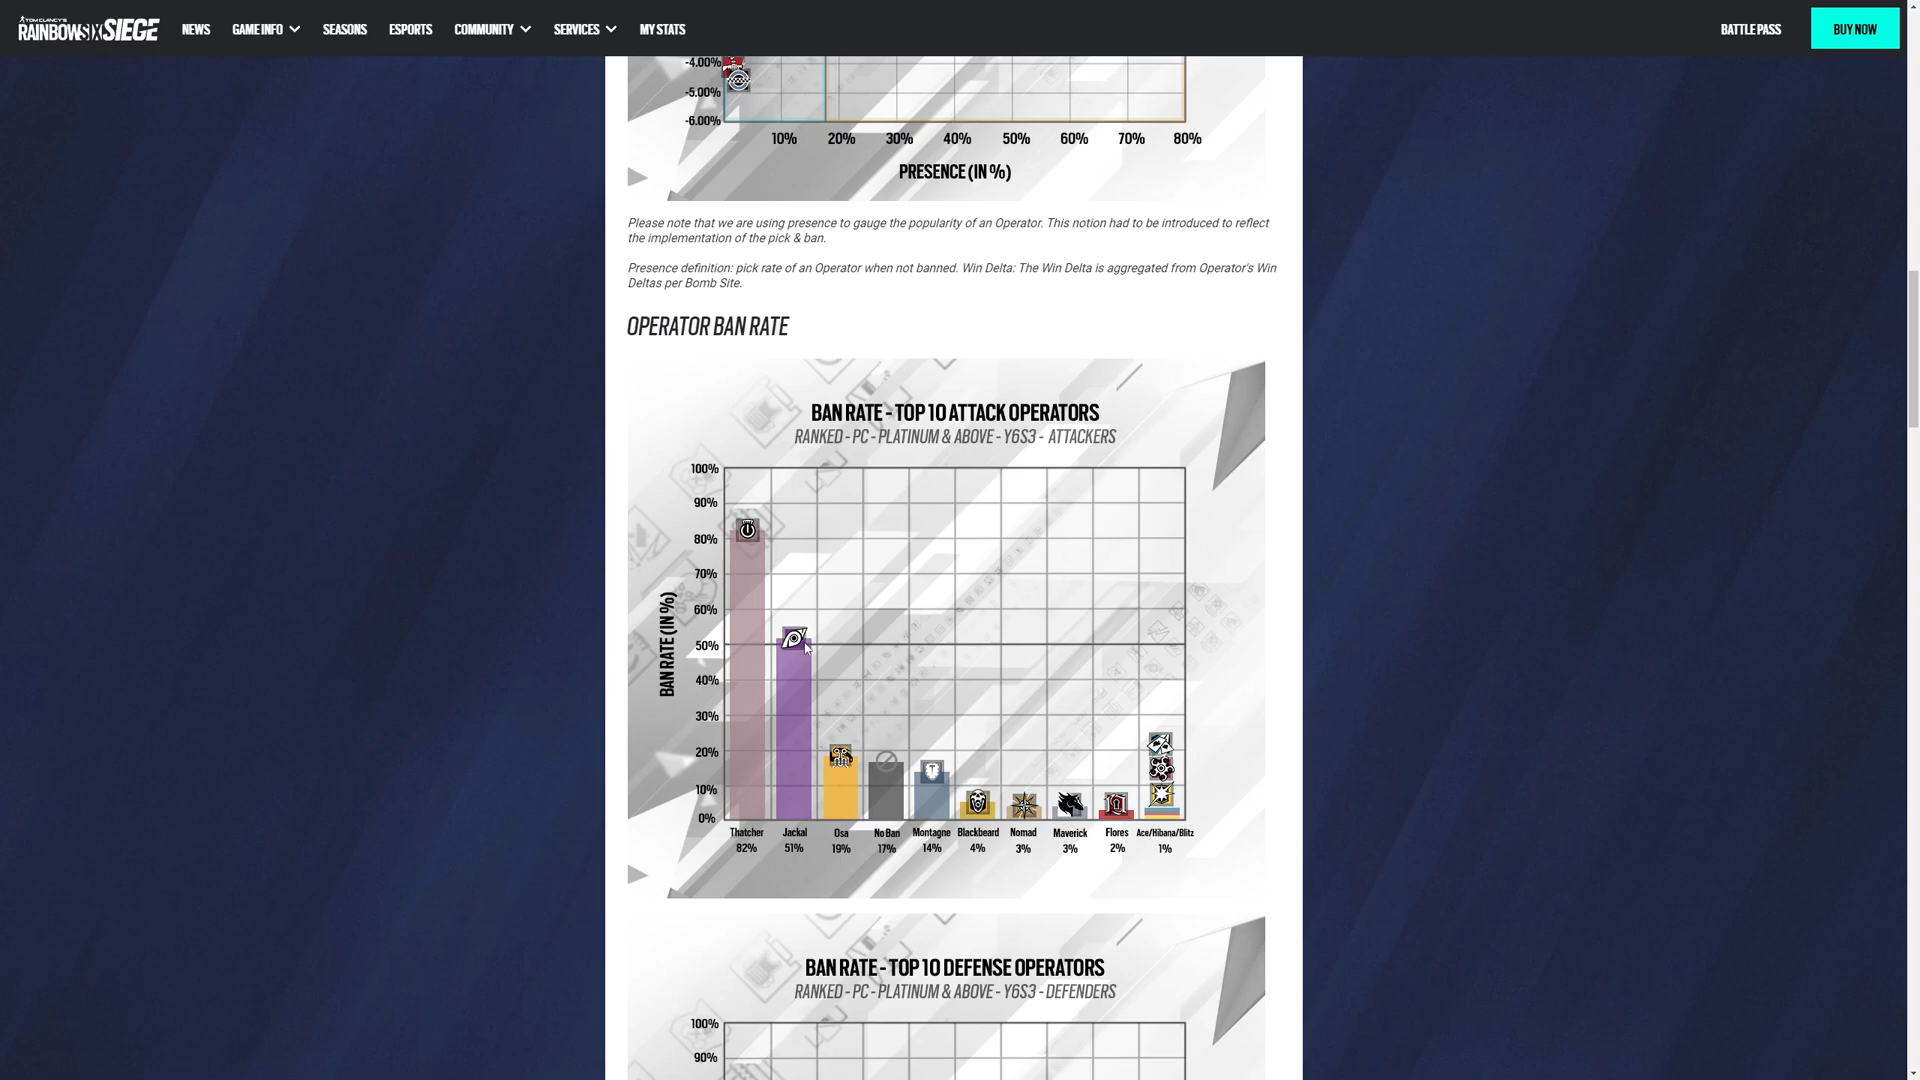 TOM CLANCY'S
RAINBOWSIX SIEGE
NEWS
GAME INFO
SEASONS
ESPORTS
COMMUNITY
SERVICES
MY STATS
BATTLE PASS
BUY NOW
-4.00%
-5.00%
-6.00%
10% 20% 30% 40% 50% 60% 70% 80%
PRESENCE (IN %)
Please note that we are using presence to gauge the popularity of an Operator. This notion had to be introduced to reflect
the implementation of the pick & ban.
Presence definition: pick rate of an Operator when not banned. Win Delta: The Win Delta is aggregated from Operator's Win
Deltas per Bomb Site.
OPERATOR BAN RATE
BAN RATE - TOP 10 ATTACK OPERATORS
RANKED - PC - PLATINUM & ABOVE - Y6S3 - ATTACKERS
100%
90%
80%
70%
60%
50%
40%
30%
20%
10%
0%
BAN RATE (IN %)
Thatcher Jackal Osa No Ban Montagne Blackbeard Nomad Maverick Flores Ace/Hibana/Blitz
82% 51% 19% 17% 14% 4% 3% 3% 2% 1%
BAN RATE - TOP 10 DEFENSE OPERATORS
RANKED - PC - PLATINUM & ABOVE - Y6S3 - DEFENDERS
100%
90%